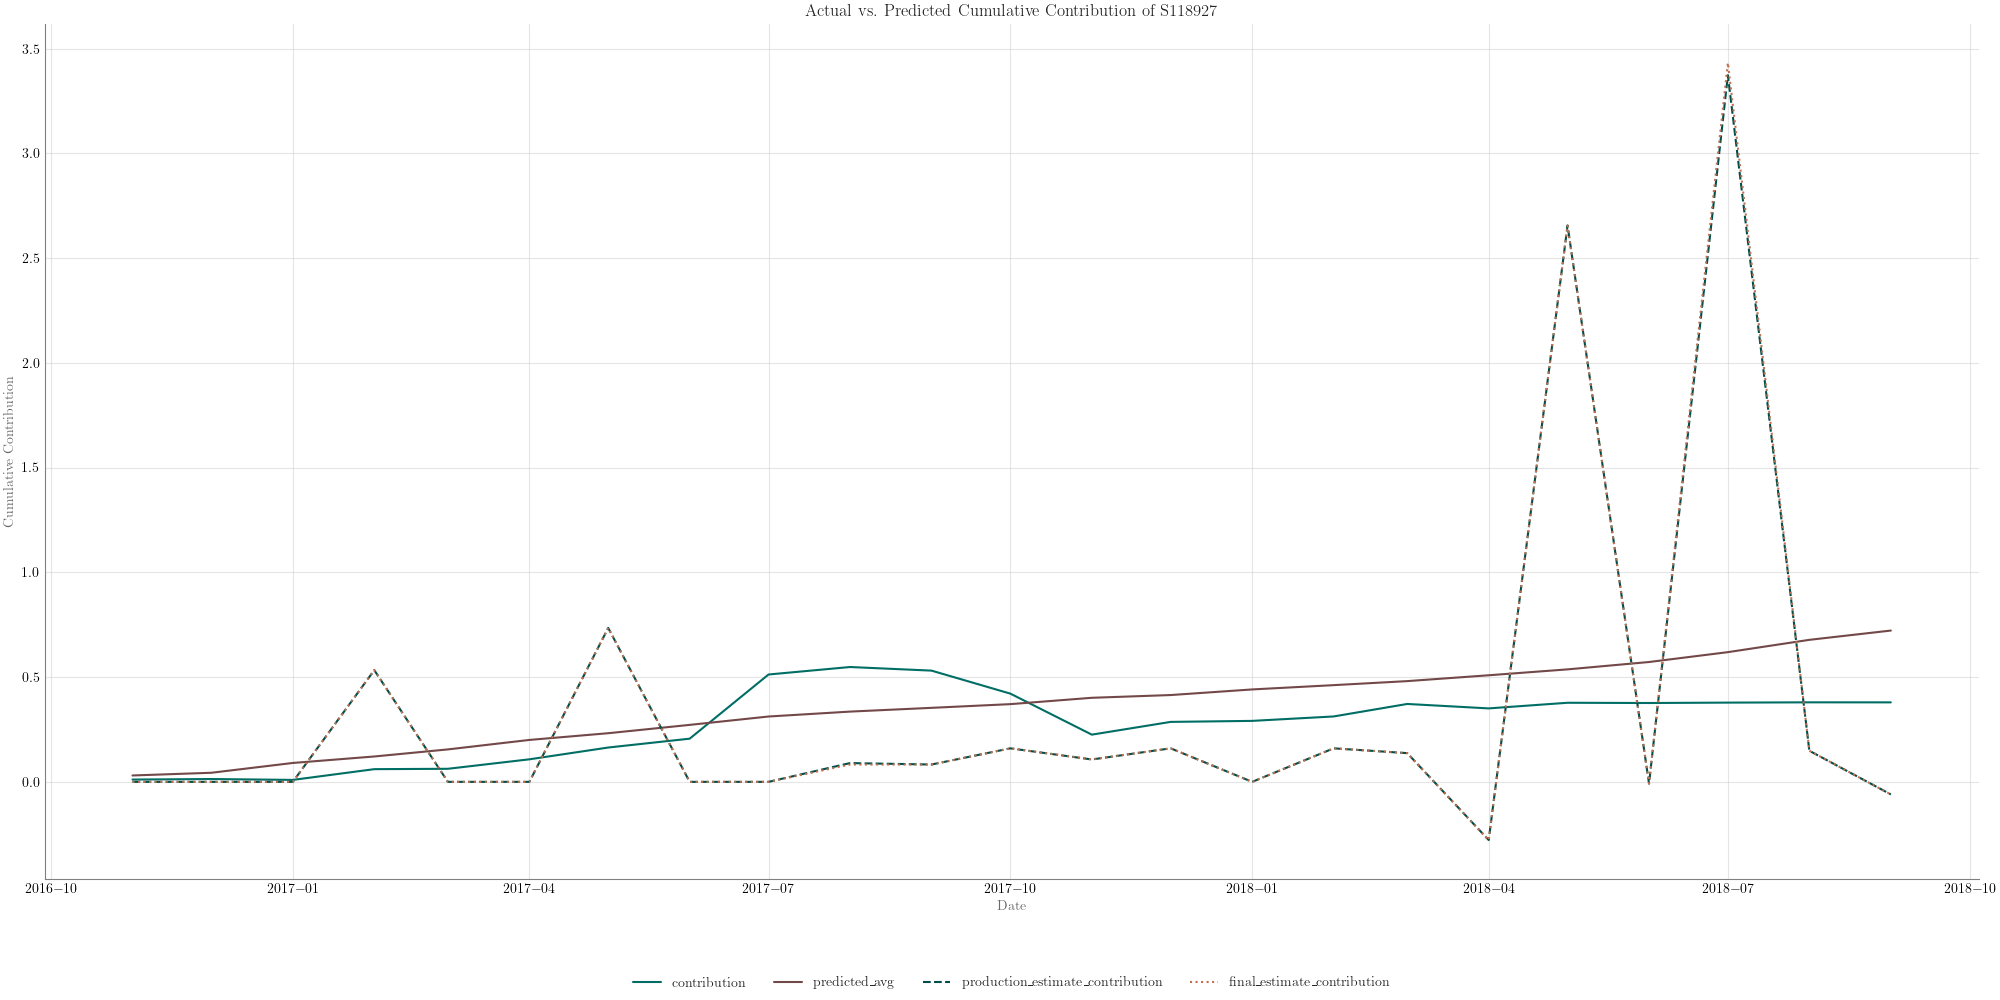 Actual vs. Predicted Cumulative Contribution of S118927
3.5
3.0
2.5
2.0
1.5
1.0
0.5
0.0
Cumulative Contribution
2016−10 2017−01 2017−04 2017−07 2017−10 2018−01 2018−04 2018−07 2018−10
Date
contribution predicted_avg production_estimate_contribution final_estimate_contribution